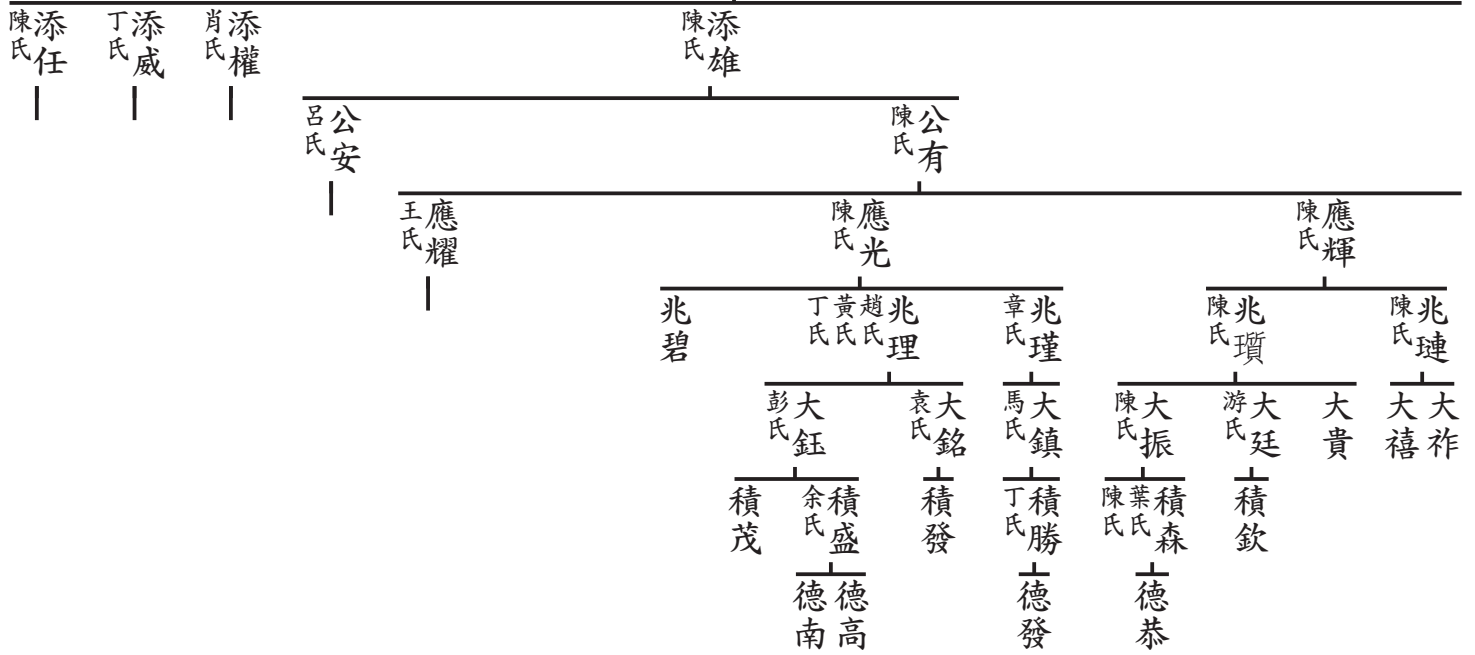 添雄
陳氏
添權
肖氏
添威
丁氏
添任
陳氏
公有
陳氏
公安
呂氏
應輝
陳氏
應光
陳氏
應耀
王氏
兆璉
陳氏
兆瓆
陳氏
兆瑾
章氏
兆理
趙氏
黃氏
丁氏
兆碧
大祚
大禧
大貴
大廷
游氏
大振
陳氏
大鎮
馬氏
大銘
袁氏
大鈺
彭氏
積欽
積森
葉氏
陳氏
積勝
丁氏
積發
積盛
余氏
積茂
德恭
德發
德高
德南